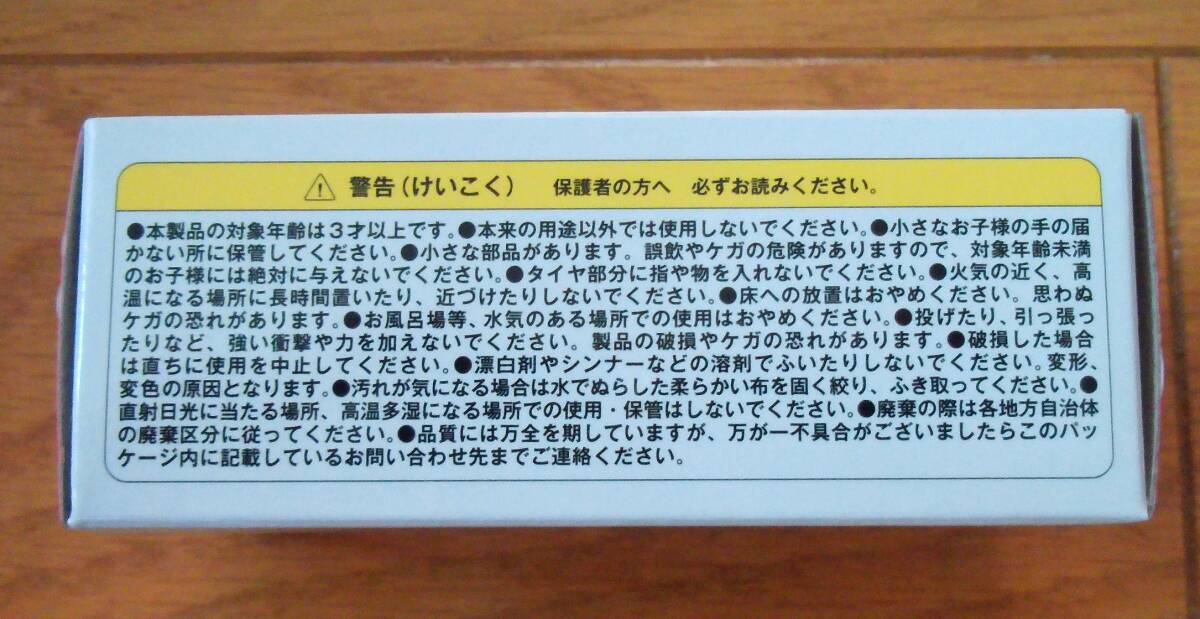 ⚠ 警告(けいこく) 保護者の方へ 必ずお読みください。
●本製品の対象年齢は3才以上です。●本来の用途以外では使用しないでください。●小さなお子様の手の届
かない所に保管してください。●小さな部品があります。誤飲やケガの危険がありますので、対象年齢未満
のお子様には絶対に与えないでください。●タイヤ部分に指や物を入れないでください。●火気の近く、高
温になる場所に長時間置いたり、近づけたりしないでください。●床への放置はおやめください。思わぬ
ケガの恐れがあります。●お風呂場等、水気のある場所での使用はおやめください。●投げたり、引っ張っ
たりなど、強い衝撃や力を加えないでください。製品の破損やケガの恐れがあります。●破損した場合
は直ちに使用を中止してください。●漂白剤やシンナーなどの溶剤でふいたりしないでください。変形、
変色の原因となります。●汚れが気になる場合は水でぬらした柔らかい布を固く絞り、ふき取ってください。●
直射日光に当たる場所、高温多湿になる場所での使用・保管はしないでください。●廃棄の際は各地方自治体
の廃棄区分に従ってください。●品質には万全を期していますが、万が一不具合がございましたらこのパッ
ケージ内に記載しているお問い合わせ先までご連絡ください。